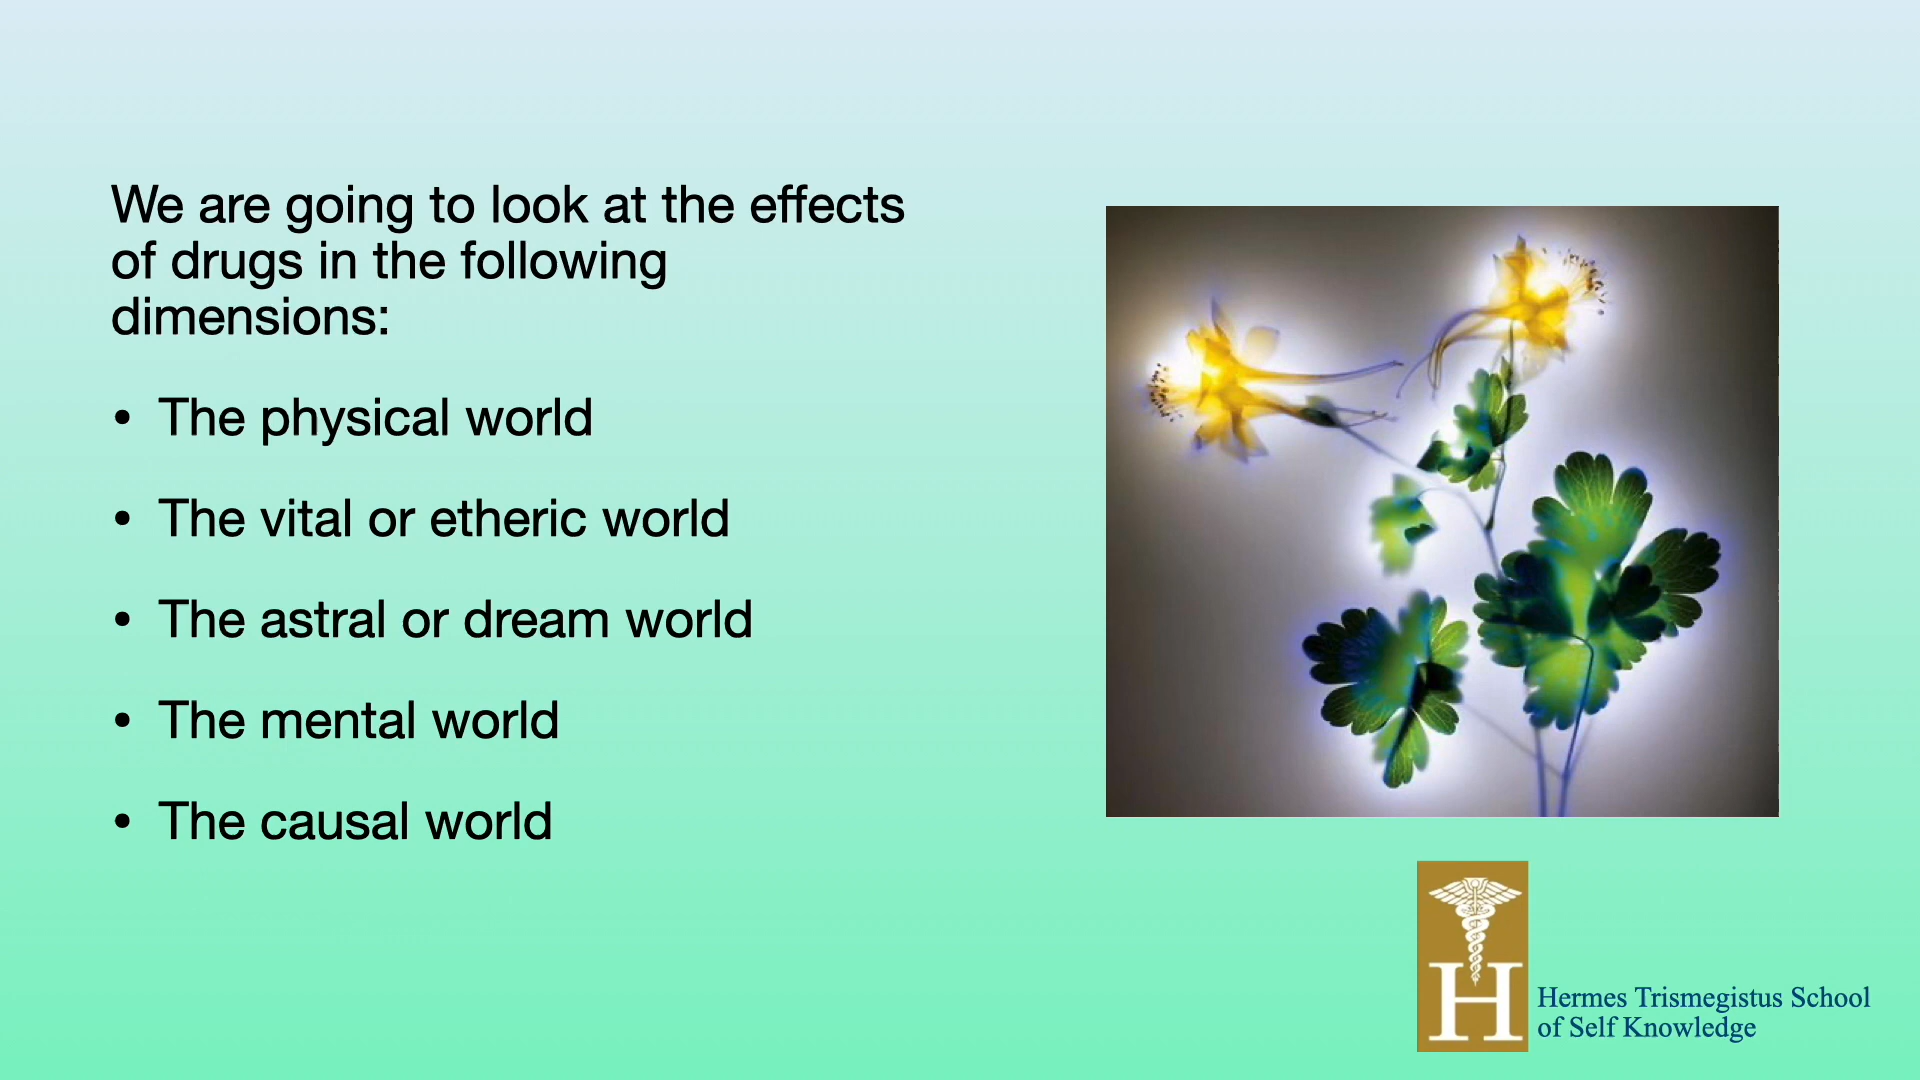 We are going to look at the effects
of drugs in the following
dimensions:
• The physical world
• The vital or etheric world
• The astral or dream world
• The mental world
• The causal world
H
Hermes Trismegistus School
of Self Knowledge